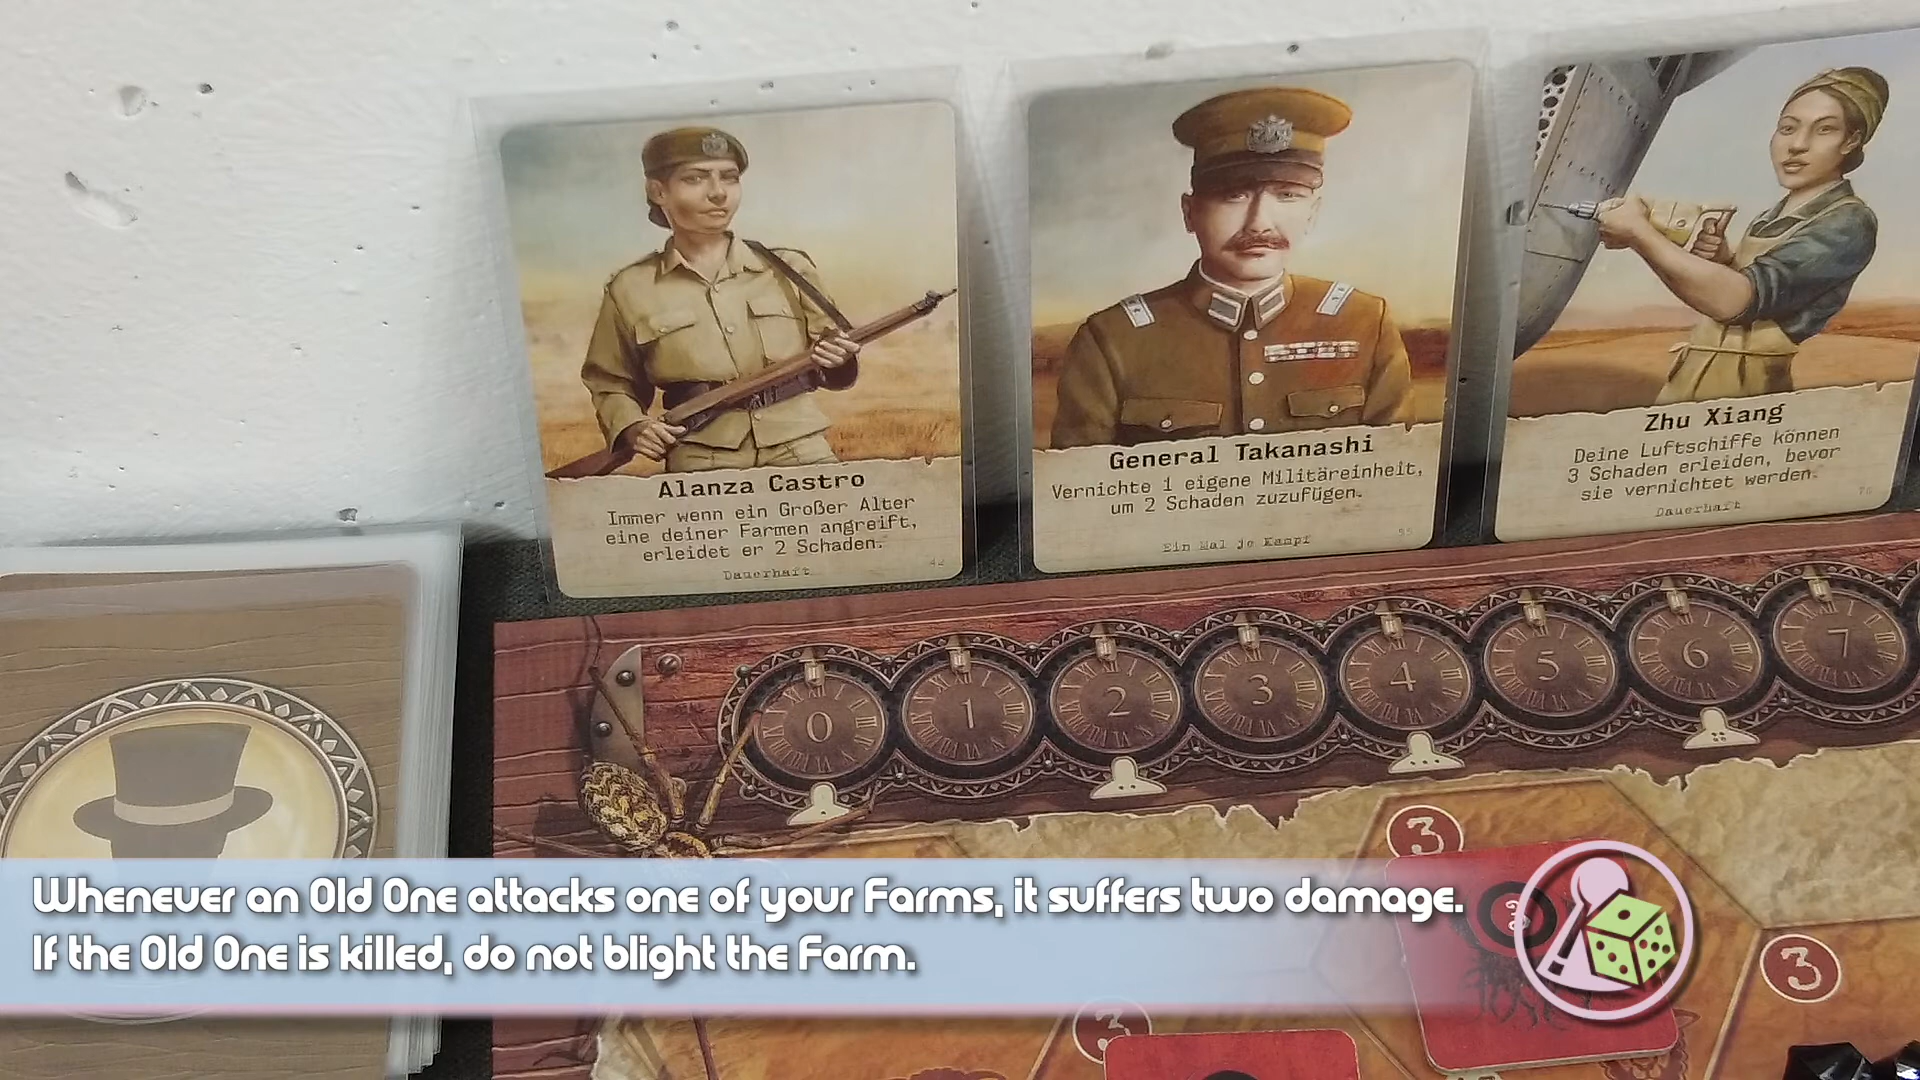 Alanza Castro
Immer wenn ein Großer Alter
eine deiner Farmen angreift,
erleidet er 2 Schaden.
Dauerhaft
42
General Takanashi
Vernichte 1 eigene Militäreinheit,
um 2 Schaden zuzufügen.
Ein Mal je Kampf
55
Zhu Xiang
Deine Luftschiffe können
3 Schaden erleiden, bevor
sie vernichtet werden.
Dauerhaft
0 1 2 3 4 5 6 7
3
3
3
3
Whenever an Old One attacks one of your Farms, it suffers two damage.
If the Old One is killed, do not blight the Farm.